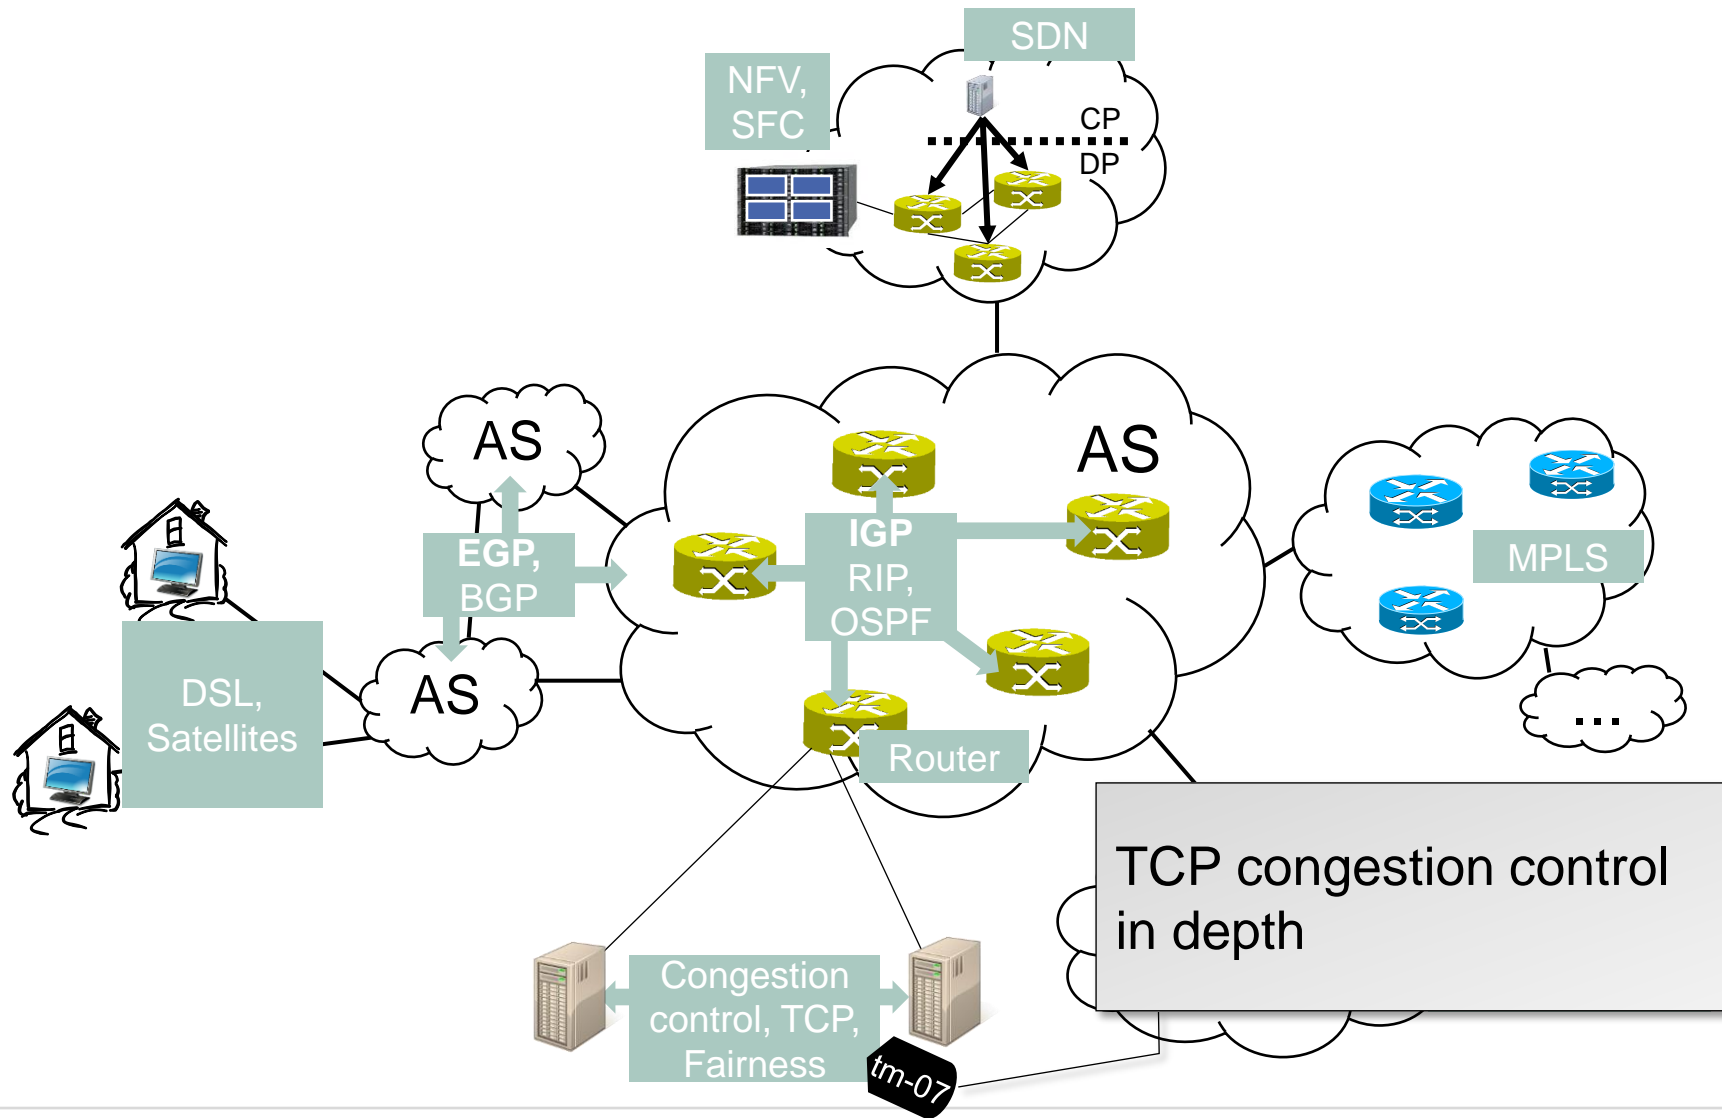 SDN
NFV,
SFC
CP
DP
AS
AS
EGP,
BGP
IGP
RIP,
OSPF
MPLS
AS
DSL,
Satellites
...
Router
TCP congestion control
in depth
Congestion
control, TCP,
Fairness
tm-07